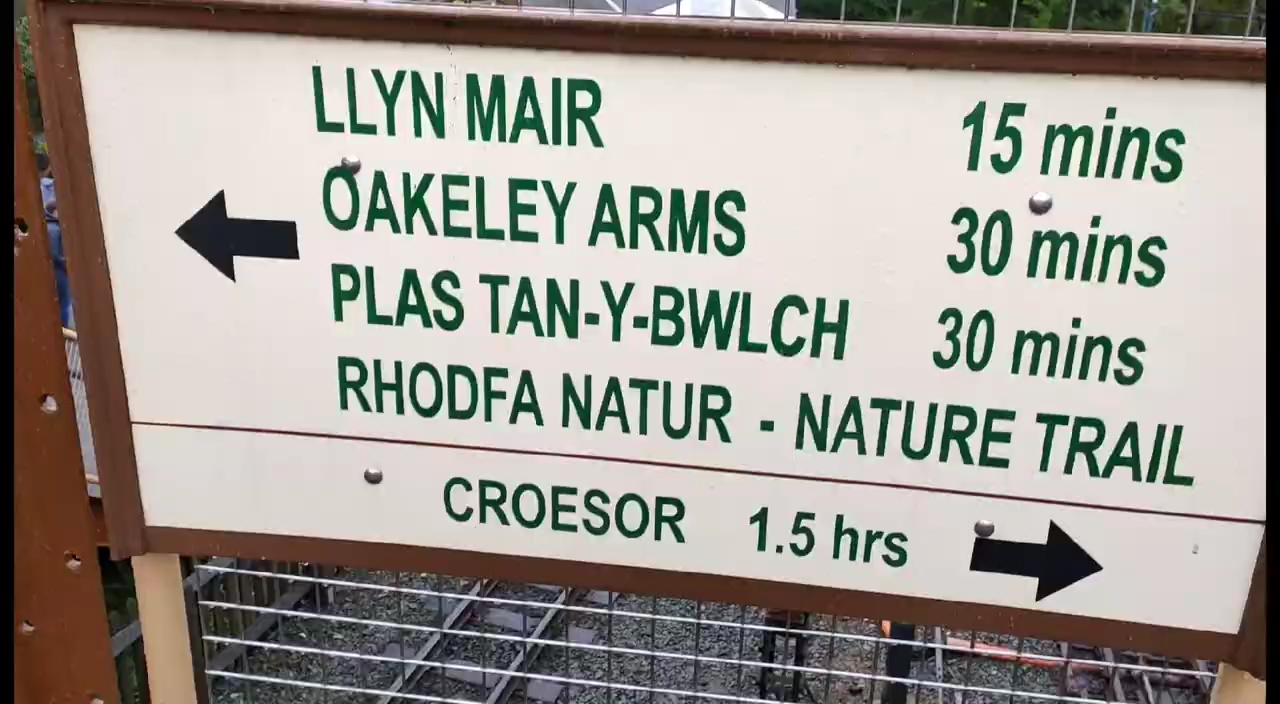 LLYN MAIR 15 mins
OAKELEY ARMS 30 mins
PLAS TAN-Y-BWLCH 30 mins
RHODFA NATUR - NATURE TRAIL
CROESOR 1.5 hrs